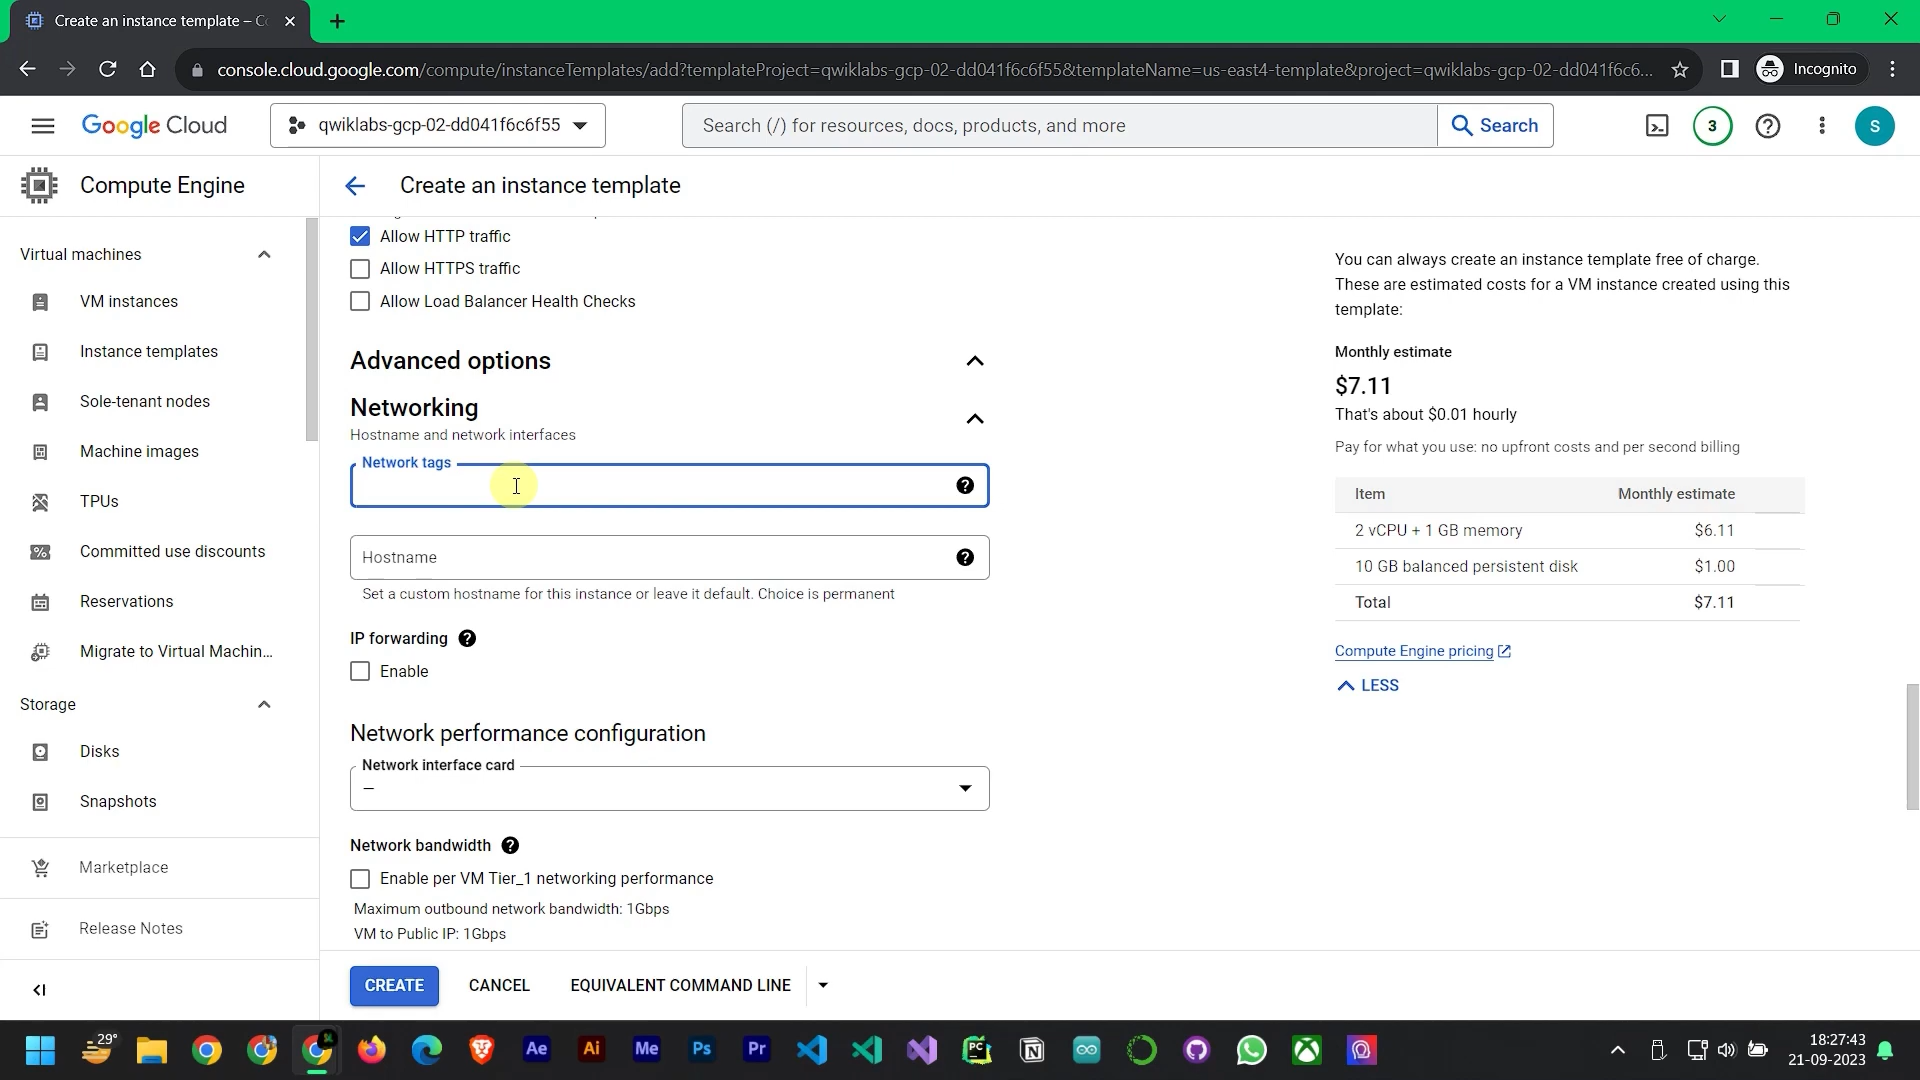 Create an instance template – Co
console.cloud.google.com/compute/instanceTemplates/add?templateProject=qwiklabs-gcp-02-dd041f6c6f55&templateName=us-east4-template&project=qwiklabs-gcp-02-dd041f6c6...
Incognito
Google Cloud
qwiklabs-gcp-02-dd041f6c6f55
Search (/) for resources, docs, products, and more
Search
3
S
Compute Engine
Create an instance template
Virtual machines
VM instances
Instance templates
Sole-tenant nodes
Machine images
TPUs
Committed use discounts
Reservations
Migrate to Virtual Machin...
Storage
Disks
Snapshots
Marketplace
Release Notes
Allow HTTP traffic
Allow HTTPS traffic
Allow Load Balancer Health Checks
Advanced options
Networking
Hostname and network interfaces
Network tags
Hostname
Set a custom hostname for this instance or leave it default. Choice is permanent
IP forwarding
Enable
Network performance configuration
Network interface card
–
Network bandwidth
Enable per VM Tier_1 networking performance
Maximum outbound network bandwidth: 1Gbps
VM to Public IP: 1Gbps
CREATE
CANCEL
EQUIVALENT COMMAND LINE
You can always create an instance template free of charge.
These are estimated costs for a VM instance created using this
template:
Monthly estimate
$7.11
That's about $0.01 hourly
Pay for what you use: no upfront costs and per second billing
Item Monthly estimate
2 vCPU + 1 GB memory $6.11
10 GB balanced persistent disk $1.00
Total $7.11
Compute Engine pricing
LESS
29°
Ae
Ai
Me
Ps
Pr
PC
N
18:27:43
21-09-2023